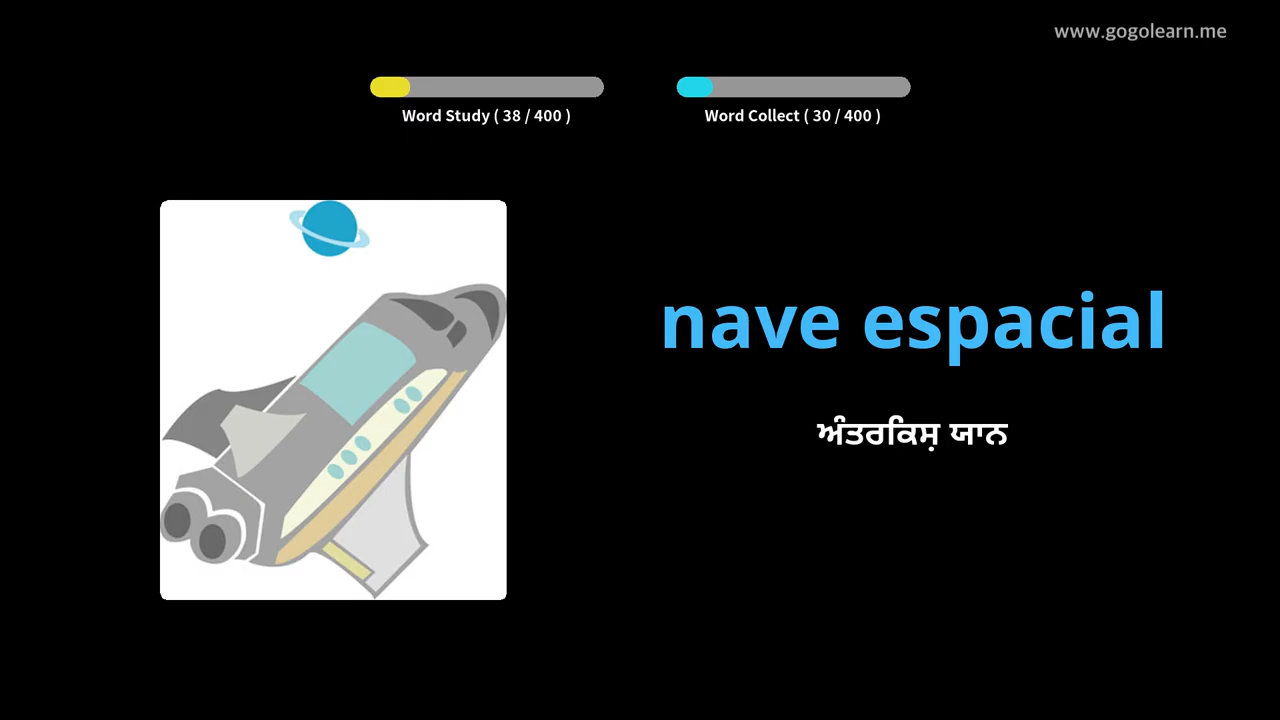 www.gogolearn.me
Word Study ( 38 / 400 )
Word Collect ( 30 / 400 )
nave espacial
ਅੰਤਰਕਿਸ਼ ਯਾਨ